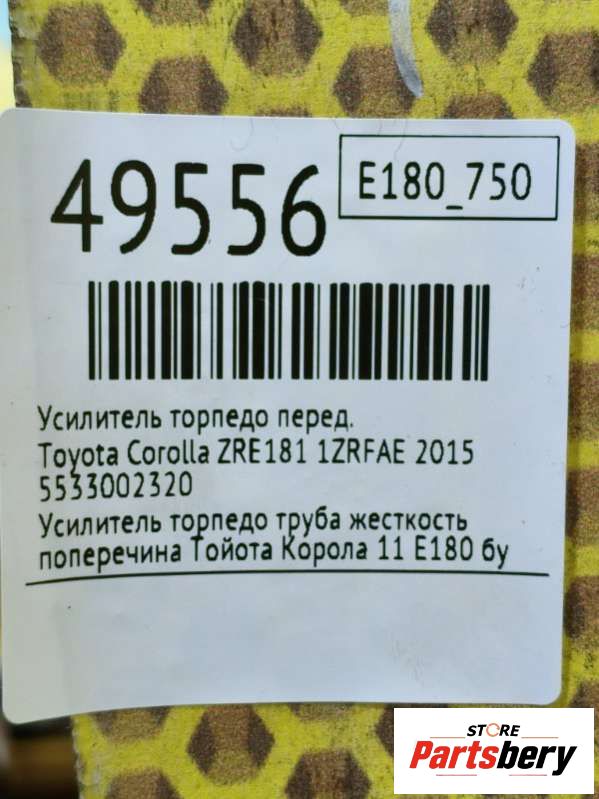 49556
E180_750
Усилитель торпедо перед.
Toyota Corolla ZRE181 1ZRFAE 2015
5533002320
Усилитель торпедо труба жесткость
поперечина Тойота Корола 11 Е180 бу
STORE
Partsbery